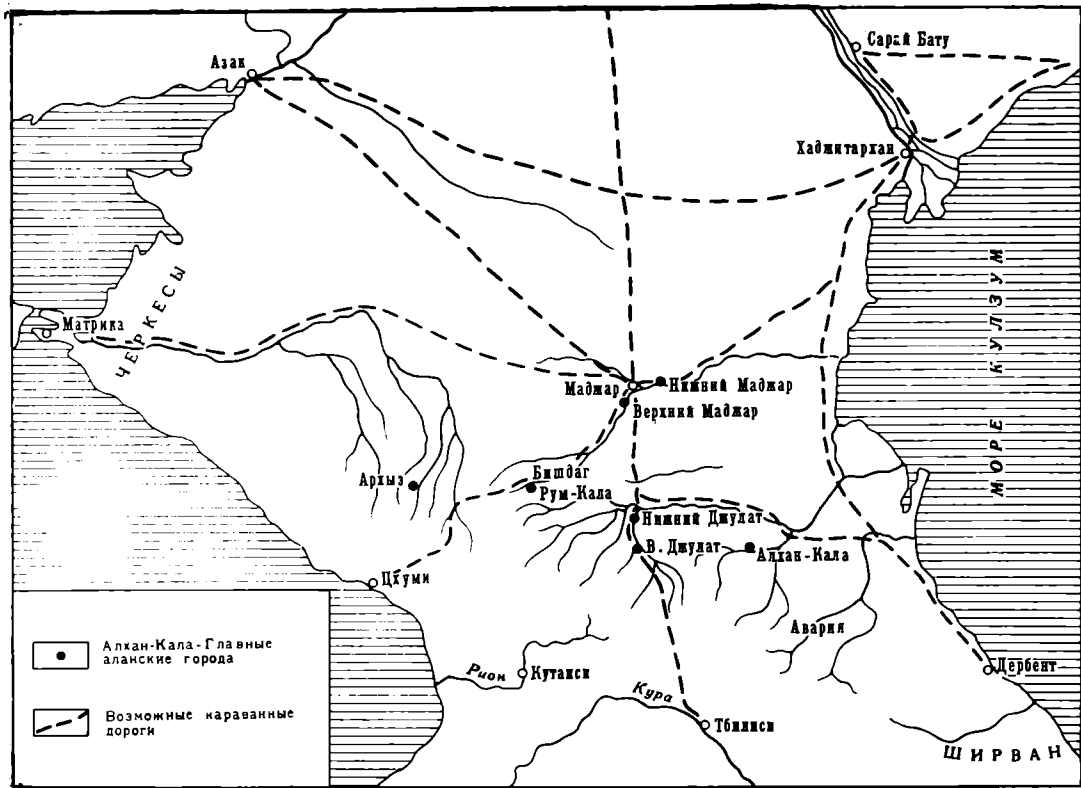 Сарай Бату
Азак
Хаджитархан
ЧЕРКЕСЫ
Матрика
МОРЕ КУЛЗУМ
Маджар
Нижний Маджар
Верхний Маджар
Архыз
Бишдаг
Рум-Кала
Нижний Джулат
В. Джулат
Алхан-Кала
Цхуми
Авария
Рион
Кутаиси
Кура
Дербент
Тбилиси
ШИРВАН
Алхан-Кала-Главные
аланские города
Возможные караванные
дороги